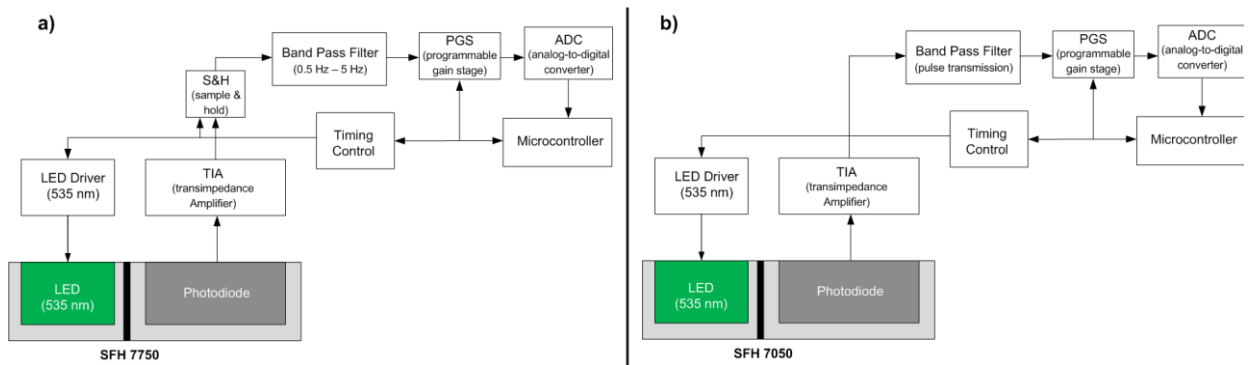 a)
S&H
(sample &
hold)
Band Pass Filter
(0.5 Hz – 5 Hz)
PGS
(programmable
gain stage)
ADC
(analog-to-digital
converter)
Timing
Control
Microcontroller
LED Driver
(535 nm)
TIA
(transimpedance
Amplifier)
LED
(535 nm)
Photodiode
SFH 7750
b)
Band Pass Filter
(pulse transmission)
PGS
(programmable
gain stage)
ADC
(analog-to-digital
converter)
Timing
Control
Microcontroller
LED Driver
(535 nm)
TIA
(transimpedance
Amplifier)
LED
(535 nm)
Photodiode
SFH 7050